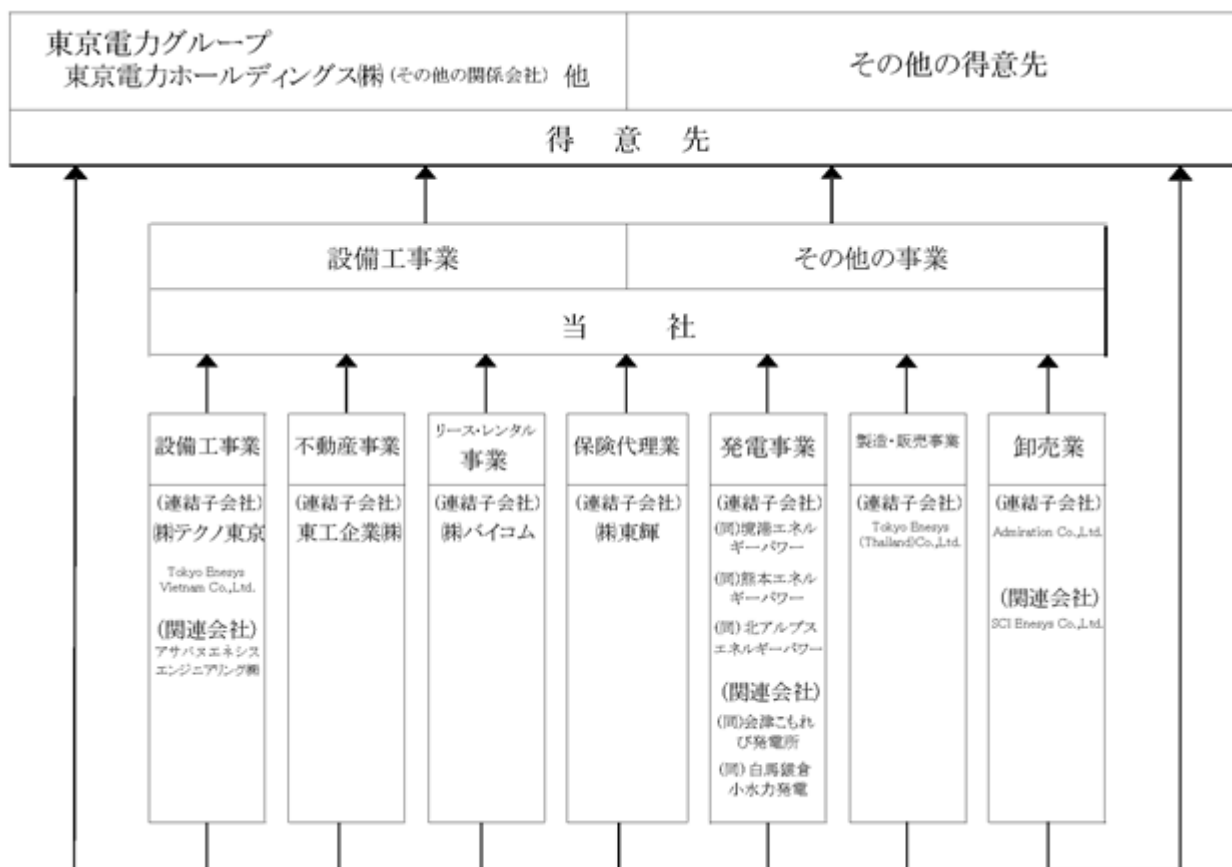 東京電力グループ
東京電力ホールディングス㈱(その他の関係会社) 他
その他の得意先
得 意 先
設備工事業
その他の事業
当 社
設備工事業
(連結子会社)
㈱テクノ東京
Tokyo Enesys
Vietnam Co.,Ltd.
(関連会社)
アサバスエネシス
エンジニアリング㈱
不動産事業
(連結子会社)
東工企業㈱
リース・レンタル
事業
(連結子会社)
㈱バイコム
保険代理業
(連結子会社)
㈱東輝
発電事業
(連結子会社)
(同)境港エネル
ギーパワー
(同)熊本エネル
ギーパワー
(同)北アルプス
エネルギーパワー
(関連会社)
(同)会津こもれ
び発電所
(同)白馬鑓倉
小水力発電
製造・販売事業
(連結子会社)
Tokyo Enesys
(Thailand)Co.,Ltd.
卸売業
(連結子会社)
Admiration Co.,Ltd.
(関連会社)
SCI Enesys Co.,Ltd.